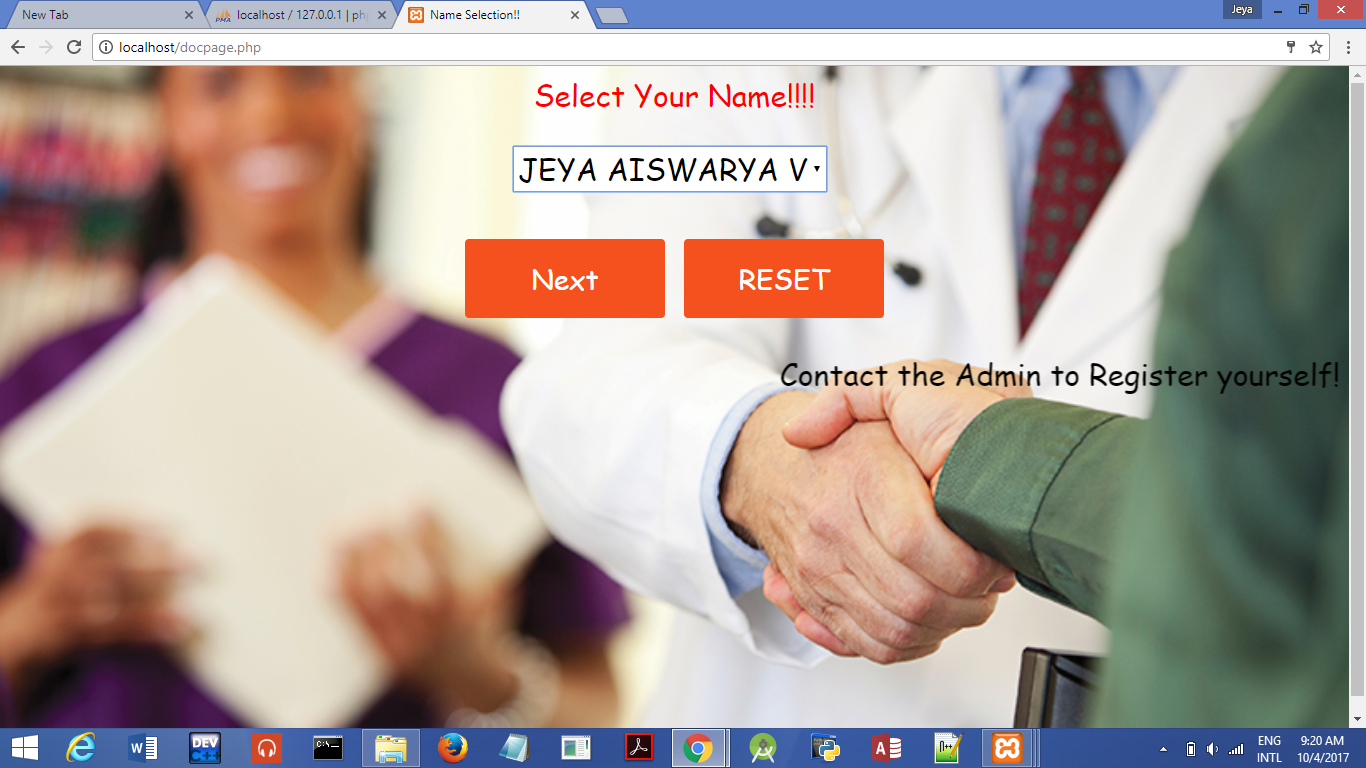 New Tab
localhost / 127.0.0.1 | ph
Name Selection!!
Jeya
localhost/docpage.php
Select Your Name!!!!
JEYA AISWARYA V
Next
RESET
Contact the Admin to Register yourself!
ENG
INTL
9:20 AM
10/4/2017